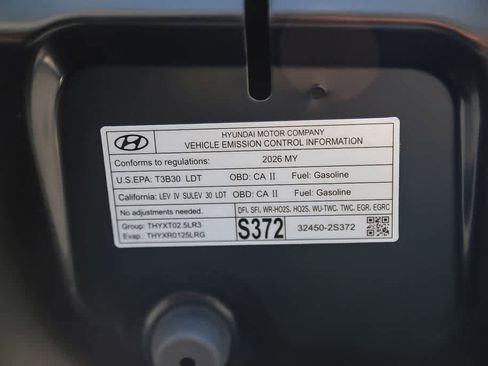 HYUNDAI MOTOR COMPANY
VEHICLE EMISSION CONTROL INFORMATION
Conforms to regulations: 2026 MY
U.S.EPA: T3B30 LDT OBD: CA II Fuel: Gasoline
California: LEV IV SULEV 30 LDT OBD: CA II Fuel: Gasoline
No adjustments needed. DFI, SFI, WR-HO2S, HO2S, WU-TWC, TWC, EGR, EGRC
Group: THYXT02.5LR3
Evap.: THYXR0125LRG
S372
32450-2S372